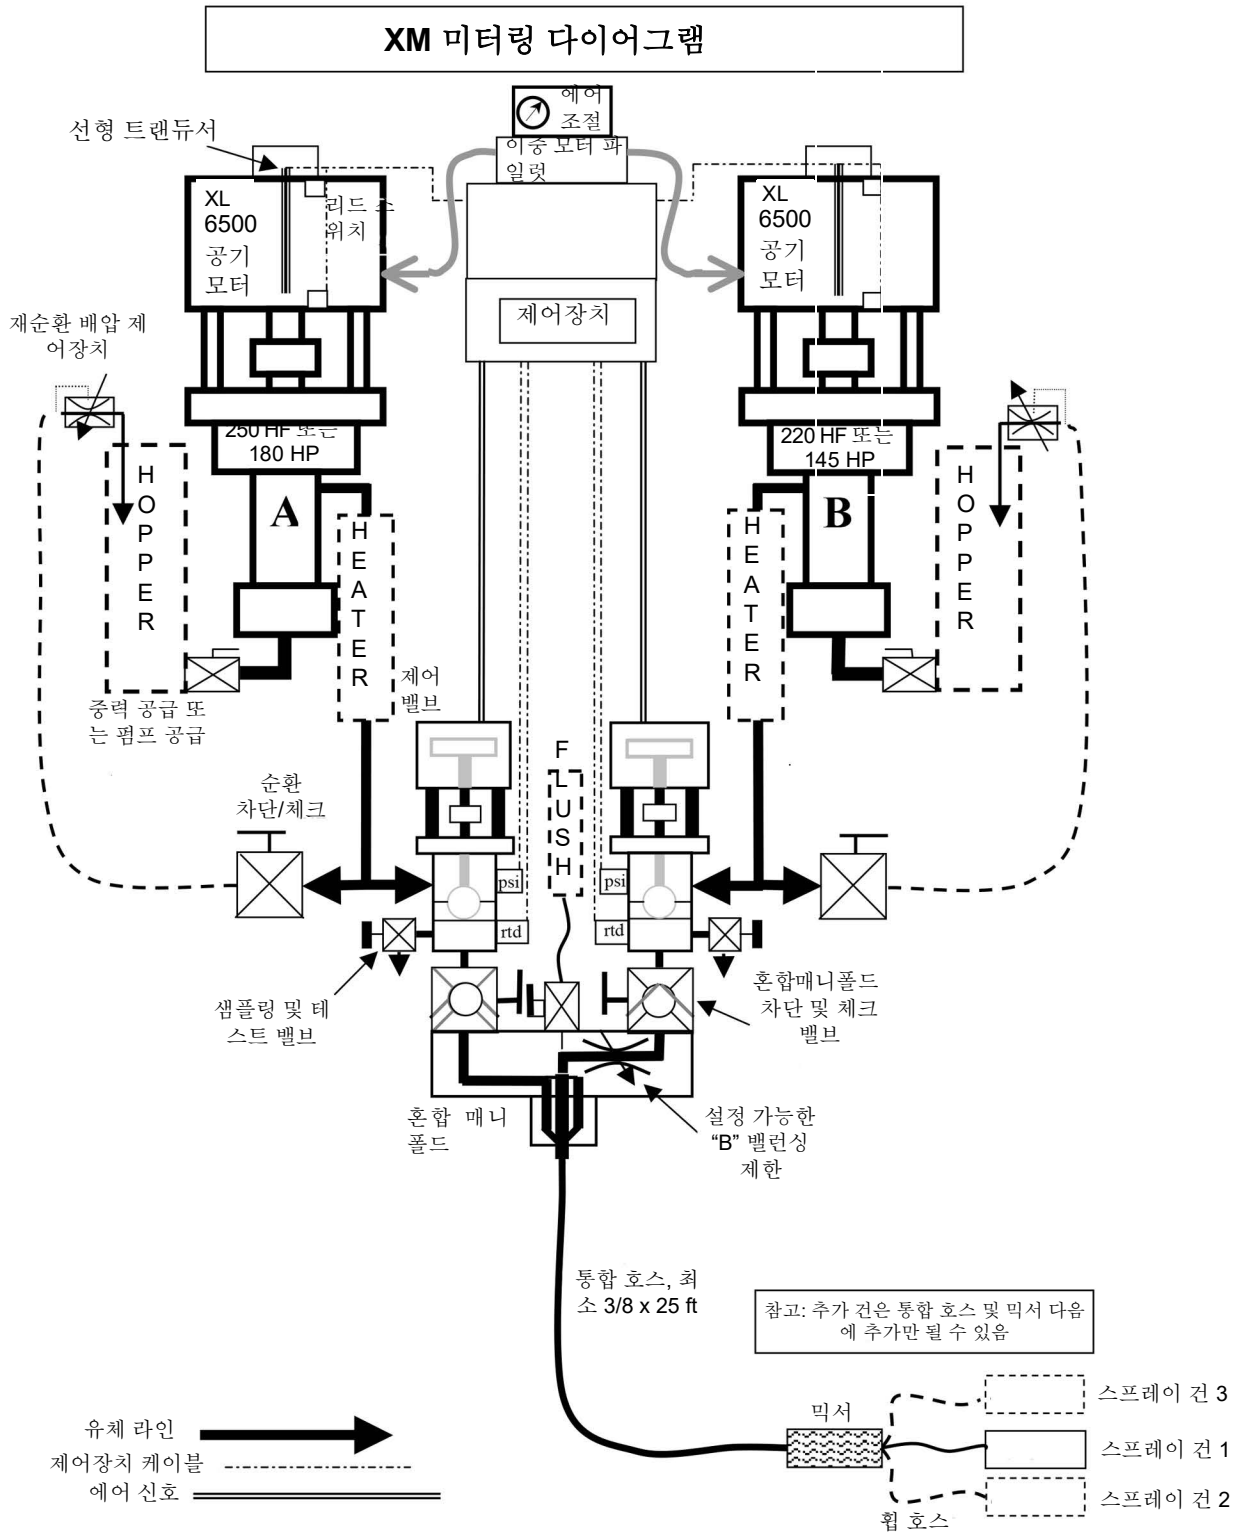 XM 미터링 다이어그램
에어
조절
이중 모터 파
일럿
선형 트랜듀서
XL
6500
공기
모터
리드 스
위치
XL
6500
공기
모터
제어장치
재순환 배압 제
어장치
250 HF 또는
180 HP
220 HF 또는
145 HP
HOPPER
A
HEATER
HEATER
B
HOPPER
제어
밸브
중력 공급 또
는 펌프 공급
FLUSH
순환
차단/체크
psi
psi
rtd
rtd
샘플링 및 테
스트 밸브
혼합매니폴드
차단 및 체크
밸브
혼합 매니
폴드
설정 가능한
“B” 밸런싱
제한
통합 호스, 최
소 3/8 x 25 ft
참고: 추가 건은 통합 호스 및 믹서 다음
에 추가만 될 수 있음
믹서
스프레이 건 3
스프레이 건 1
스프레이 건 2
휩 호스
유체 라인
제어장치 케이블
에어 신호